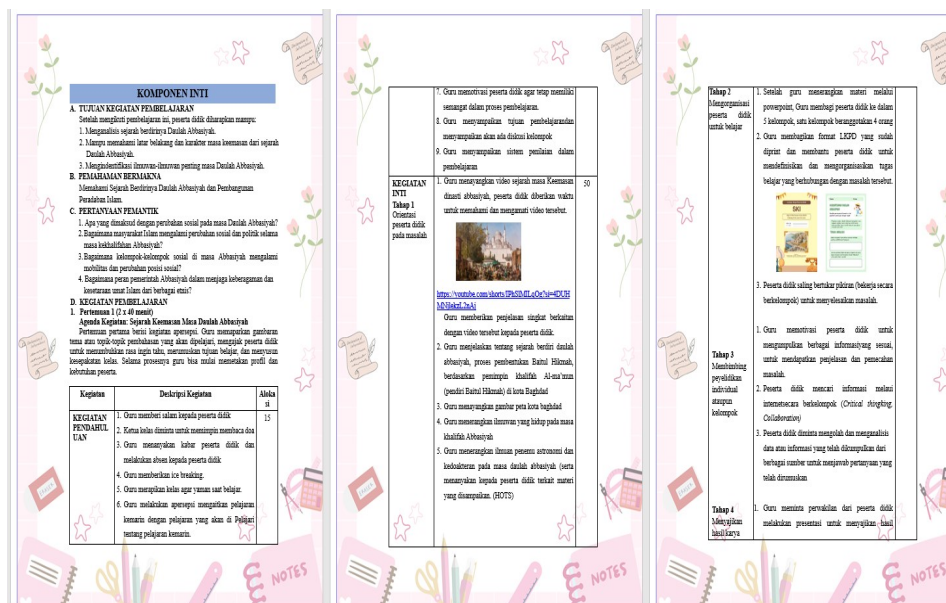 KOMPONEN INTI
A. TUJUAN KEGIATAN PEMBELAJARAN
Setelah mengikuti pembelajaran ini, peserta didik diharapkan mampu:
1. Menganalisis sejarah berdirinya Daulah Abbasiyah.
2. Mampu memahami latar belakang dan karakter masa keemasan dari sejarah
Daulah Abbasiyah.
3. Mengindentifikasi ilmuwan-ilmuwan penting masa Daulah Abbasiyah.
B. PEMAHAMAN BERMAKNA
Memahami Sejarah Berdirinya Daulah Abbasiyah dan Pembangunan
Peradaban Islam.
C. PERTANYAAN PEMANTIK
1. Apa yang dimaksud dengan perubahan sosial pada masa Daulah Abbasiyah?
2. Bagaimana masyarakat Islam mengalami perubahan sosial dan politik selama
masa kekhalifahan Abbasiyah?
3. Bagaimana kelompok-kelompok sosial di masa Abbasiyah mengalami
mobilitas dan perubahan posisi sosial?
4. Bagaimana peran pemerintah Abbasiyah dalam menjaga keberagaman dan
kesetaraan umat Islam dari berbagai etnis?
D. KEGIATAN PEMBELAJARAN
1. Pertemuan 1 (2 x 40 menit)
Agenda Kegiatan: Sejarah Keemasan Masa Daulah Abbasiyah
Pertemuan pertama berisi kegiatan apersepsi. Guru memaparkan gambaran
tema atau topik-topik pembahasan yang akan dipelajari, mengajak peserta didik
untuk menumbuhkan rasa ingin tahu, merumuskan tujuan belajar, dan menyusun
kesepakatan kelas. Selama prosesnya guru bisa mulai memetakan profil dan
kebutuhan peserta.
Kegiatan Deskripsi Kegiatan Aloka
si
KEGIATAN
PENDAHUL
UAN
15
1. Guru memberi salam kepada peserta didik
2. Ketua kelas diminta untuk memimpin membaca doa
3. Guru menanyakan kabar peserta didik dan
melakukan absen kepada peserta didik
4. Guru memberikan ice breaking.
5. Guru merapikan kelas agar yaman saat belajar.
6. Guru melakukan apersepsi mengaitkan pelajaran
kemarin dengan pelajaran yang akan di Pelajari
tentang pelajaran kemarin.
ERASER
NOTES
7. Guru memotivasi peserta didik agar tetap memiliki
semangat dalam proses pembelajaran.
8. Guru menyampaikan tujuan pembelajarandan
menyampaikan akan ada diskusi kelompok
9. Guru menyampaikan sistem penilaian dalam
pembelajaran
KEGIATAN
INTI
Tahap 1
Orientasi
peserta didik
pada masalah
50
1. Guru menayangkan video sejarah masa Keemasan
dinasti abbasiyah, peserta didik diberikan waktu
untuk memahami dan mengamati video tersebut.
Guru memberikan penjelasan singkat berkaitan
dengan video tersebut kepada peserta didik.
2. Guru menjelaskan tentang sejarah berdiri daulah
abbasiyah, proses pembentukan Baitul Hikmah,
berdasarkan pemimpin khalifah Al-ma'mun
(pendiri Baitul Hikmah) di kota Baghdad
3. Guru menayangkan gambar peta kota baghdad
4. Guru menerangkan ilmuwan yang hidup pada masa
khalifah Abbasiyah
5. Guru menerangkan ilmuan penemu astronomi dan
kedoakteran pada masa daulah abbasiyah (serta
menanyakan kepada peserta didik terkait materi
yang disampaikan. (HOTS)
NOTES
Tahap 2
Mengorganisasi
peserta didik
untuk belajar
1. Setelah guru menerangkan materi melalui
powerpoint, Guru membagi peserta didik ke dalam
5 kelompok, satu kelompok beranggotakan 4 orang
2. Guru membagikan format LKPD yang sudah
diprint dan membantu peserta didik untuk
mendefinisikan dan mengorganisasikan tugas
belajar yang berhubungan dengan masalah tersebut.
SKI
3. Peserta didik saling bertukar pikiran (bekerja secara
berkelompok) untuk menyelesaikan masalah.
Tahap 3
Membimbing
peyelidikan
individual
ataupun
kelompok
1. Guru memotivasi peserta didik untuk
mengumpulkan berbagai informasiyang sesuai,
untuk mendapatkan penjelasan dan pemecahan
masalah.
2. Peserta didik mencari informasi melaui
internetsecara berkelompok (Critical thingking,
Collaboration)
3. Peserta didik diminta mengolah dan menganalisis
data atau informasi yang telah dikumpulkan dari
berbagai sumber untuk menjawab pertanyaan yang
telah dirumuskan
Tahap 4
Menyajikan
hasil karya
1. Guru meminta perwakilan dari peserta didik
melakukan presentasi untuk menyajikan hasil
NOTES